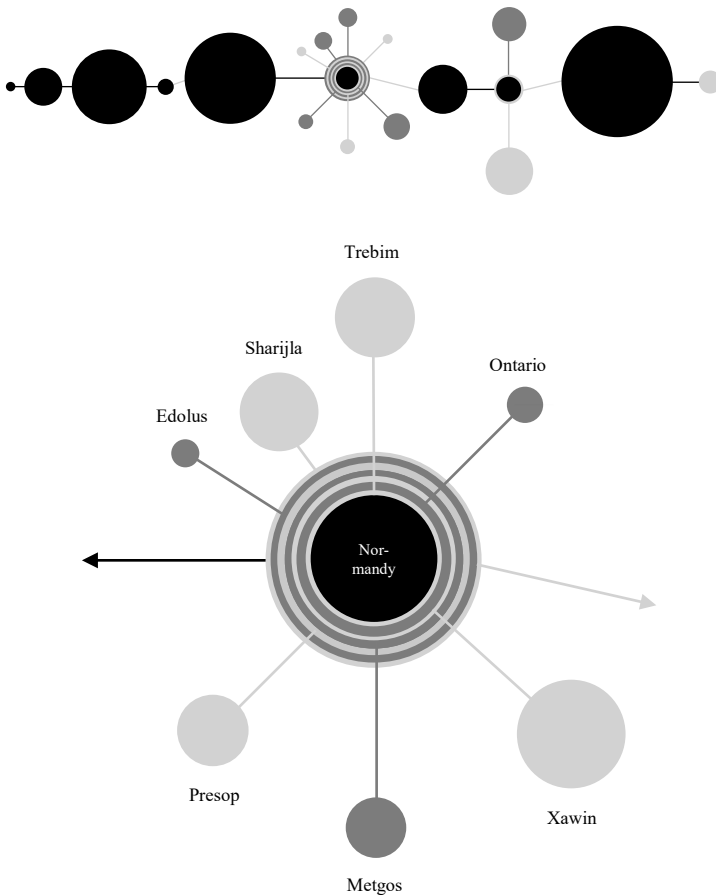 Trebim
Sharijla
Ontario
Edolus
Nor-
mandy
Presop
Xawin
Metgos